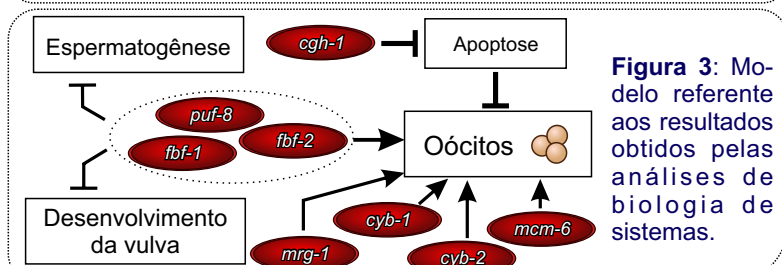 Espermatogênese
cgh-1
Apoptose
puf-8
fbf-1
fbf-2
Oócitos
Desenvolvimento
da vulva
mrg-1
cyb-1
cyb-2
mcm-6
Figura 3: Mo-
delo referente
aos resultados
obtidos pelas
análises de
biologia de
sistemas.